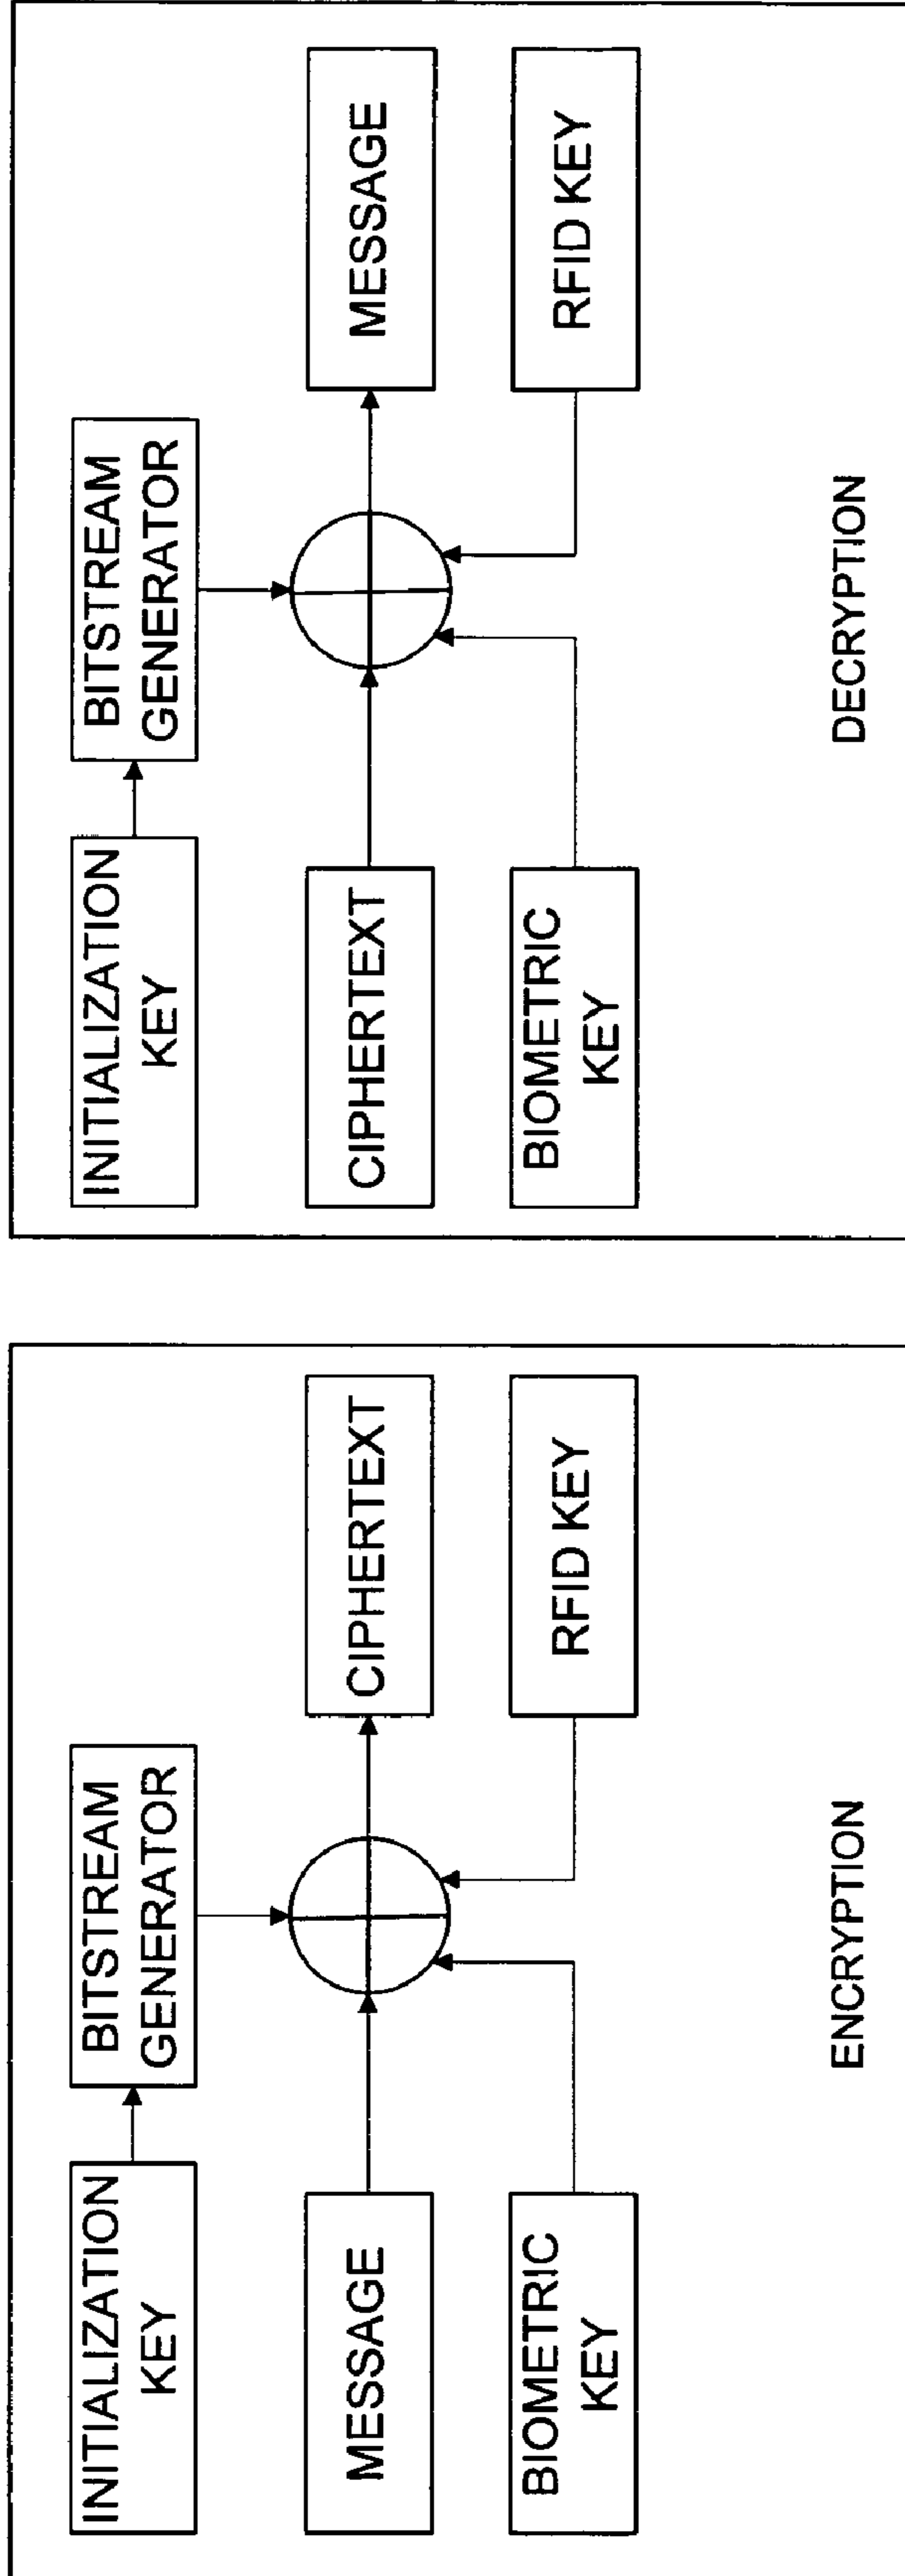 INITIALIZATION
KEY
BITSTREAM
GENERATOR
MESSAGE
CIPHERTEXT
BIOMETRIC
KEY
RFID KEY
ENCRYPTION
INITIALIZATION
KEY
BITSTREAM
GENERATOR
CIPHERTEXT
MESSAGE
BIOMETRIC
KEY
RFID KEY
DECRYPTION